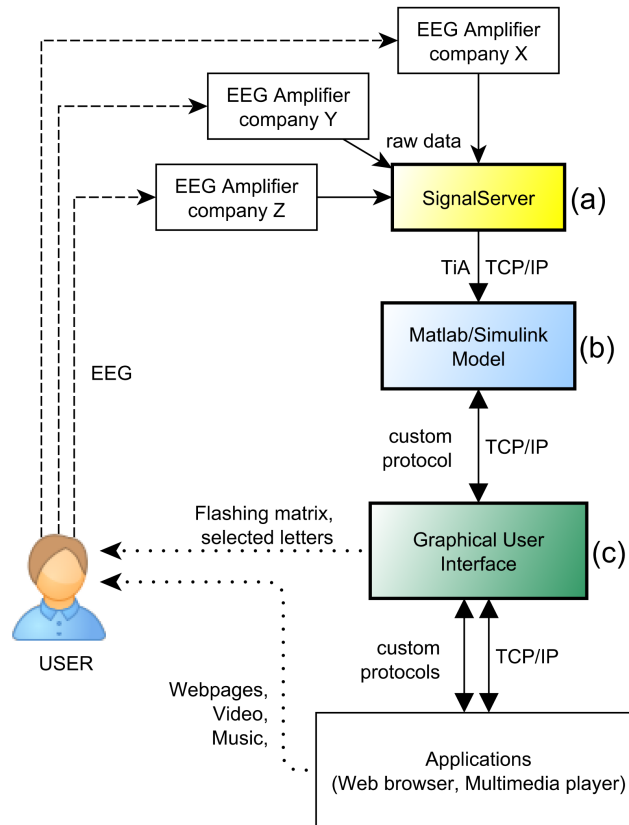 EEG Amplifier
company X
EEG Amplifier
company Y
raw data
EEG Amplifier
company Z
SignalServer
(a)
TiA TCP/IP
Matlab/Simulink
Model
(b)
EEG
custom
protocol
TCP/IP
Flashing matrix,
selected letters
Graphical User
Interface
(c)
USER
custom
protocols
TCP/IP
Webpages,
Video,
Music,
Applications
(Web browser, Multimedia player)